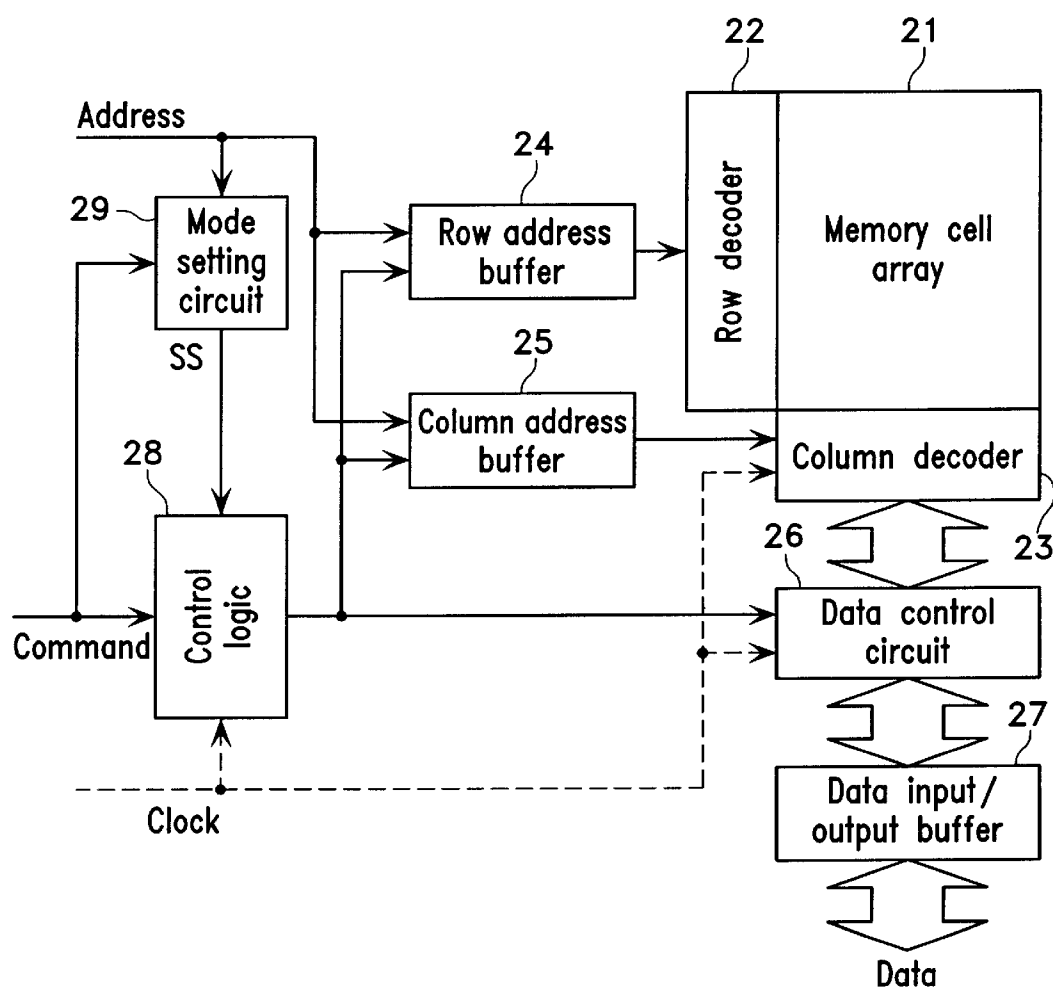 22
21
Address
24
29
Mode
setting
circuit
Row address
buffer
Row decoder
Memory cell
array
SS
25
Column address
buffer
Column decoder
28
23
26
Control
logic
Command
Data control
circuit
27
Clock
Data input/
output buffer
Data